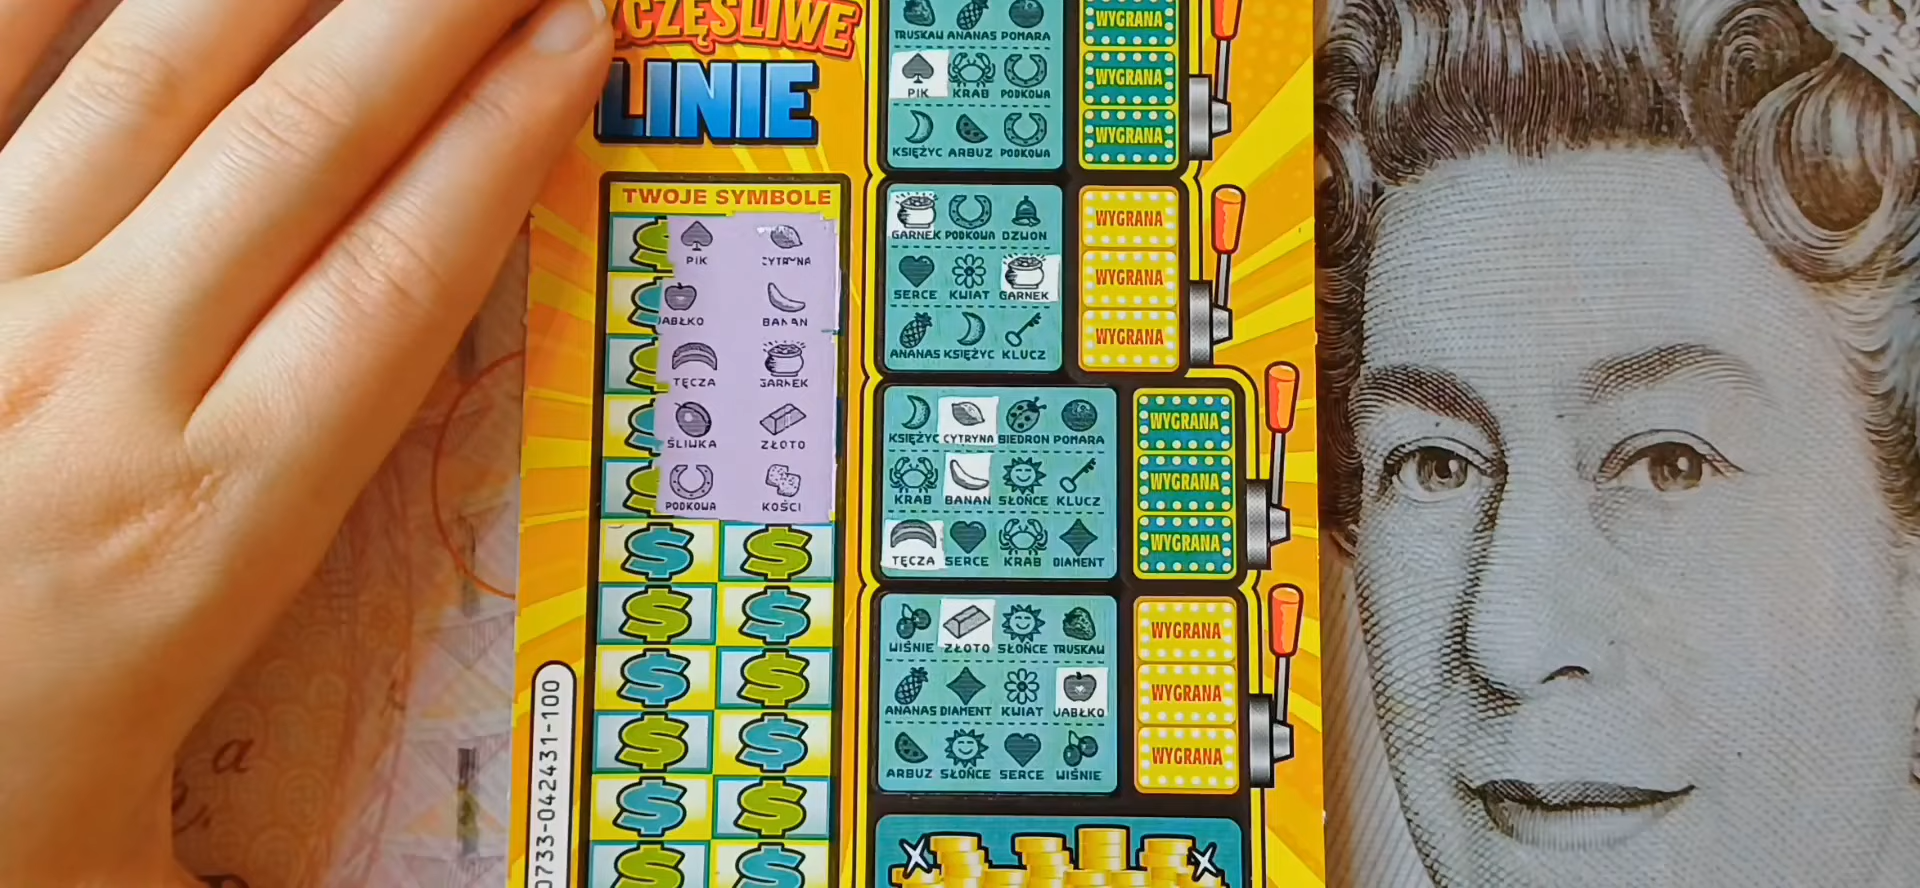 ZCZĘŚLIWE
LINIE
TWOJE SYMBOLE
PIK CYTRYNA
JABŁKO BANAN
TĘCZA GARNEK
ŚLIWKA ZŁOTO
PODKOWA KOŚCI
0733-042431-100
TRUSKAW ANANAS POMARA
WYGRANA
PIK KRAB PODKOWA
WYGRANA
KSIĘŻYC ARBUZ PODKOWA
WYGRANA
GARNEK PODKOWA DZWON
WYGRANA
SERCE KWIAT GARNEK
WYGRANA
ANANAS KSIĘŻYC KLUCZ
WYGRANA
KSIĘŻYC CYTRYNA BIEDRON POMARA
WYGRANA
KRAB BANAN SŁOŃCE KLUCZ
WYGRANA
TĘCZA SERCE KRAB DIAMENT
WYGRANA
WIŚNIE ZŁOTO SŁOŃCE TRUSKAW
WYGRANA
ANANAS DIAMENT KWIAT JABŁKO
WYGRANA
ARBUZ SŁOŃCE SERCE WIŚNIE
WYGRANA